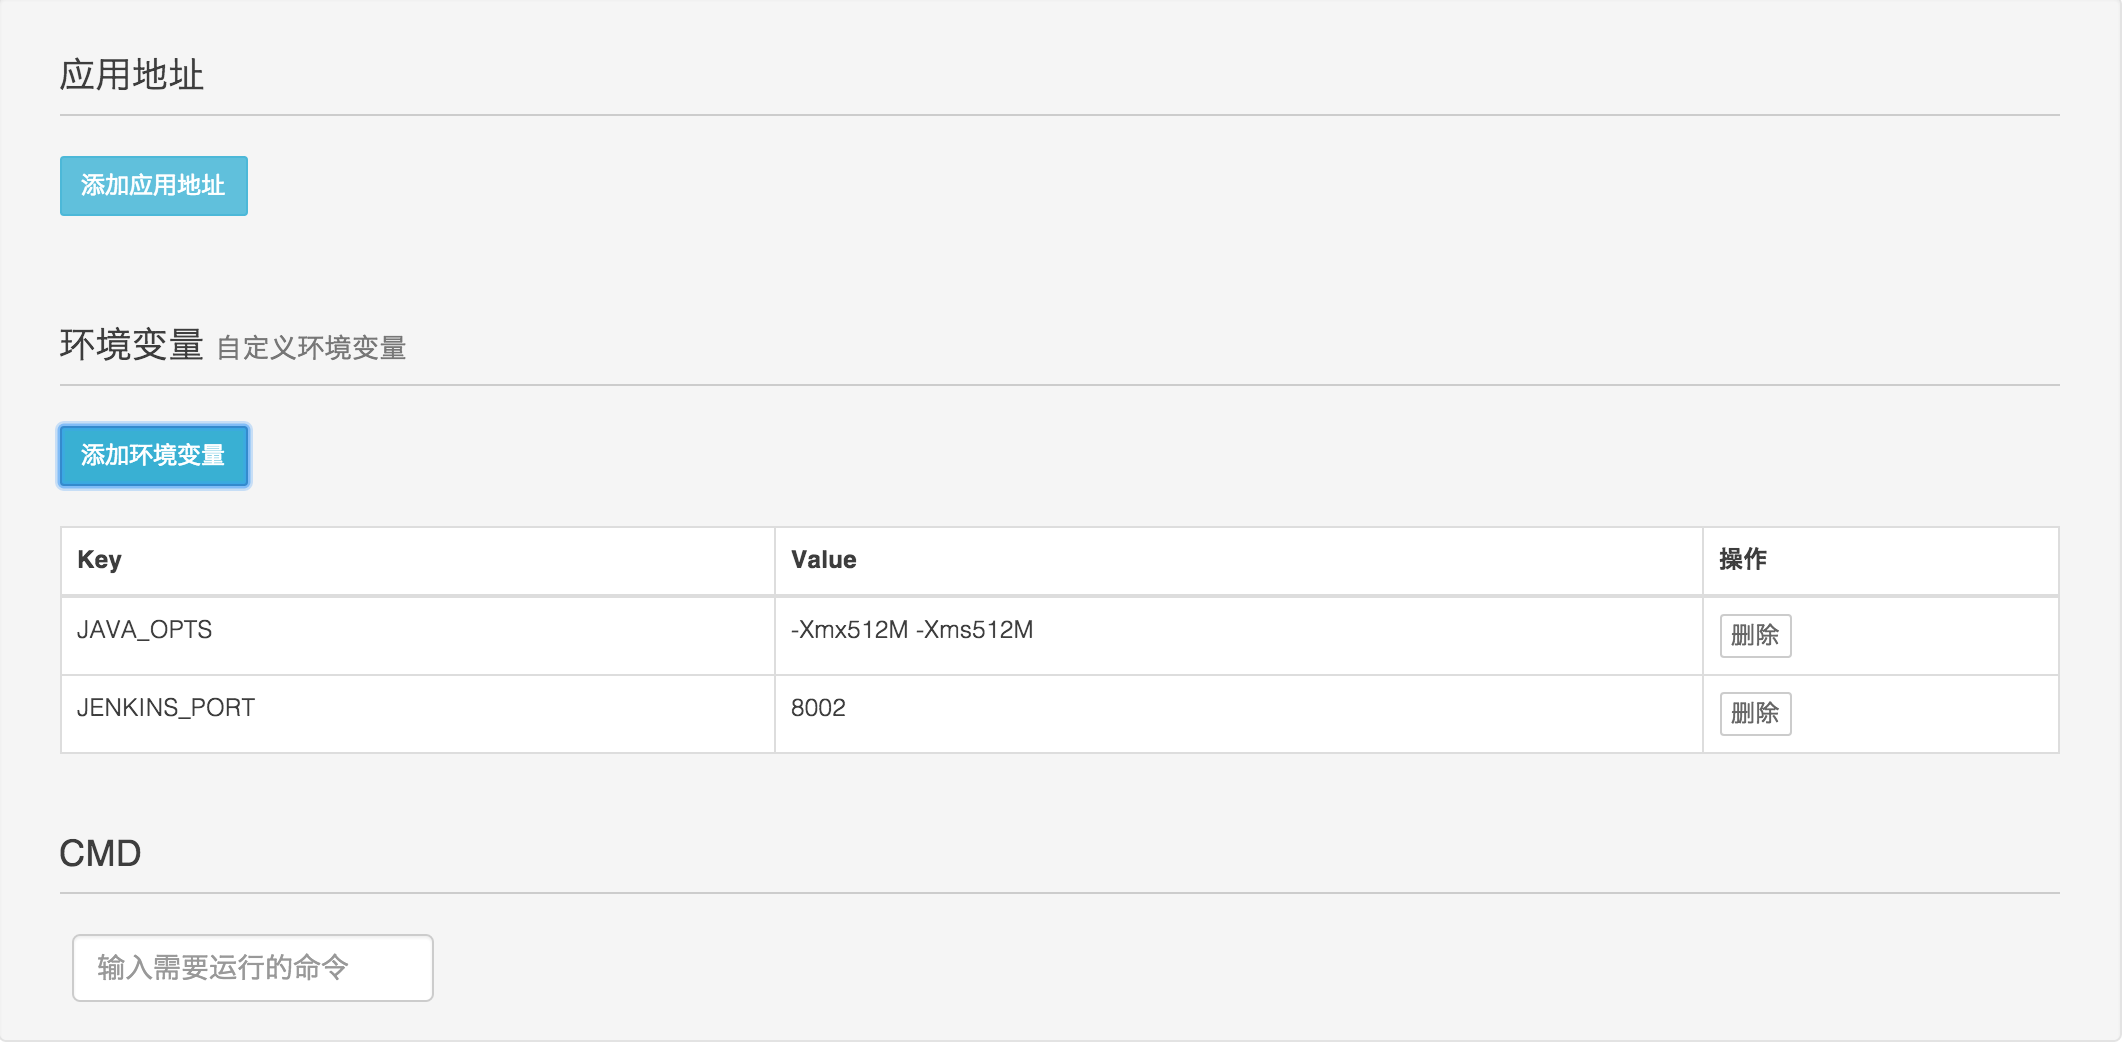 应用地址
添加应用地址
环境变量 自定义环境变量
添加环境变量
Key Value 操作
JAVA_OPTS -Xmx512M -Xms512M 删除
JENKINS_PORT 8002 删除
CMD
输入需要运行的命令